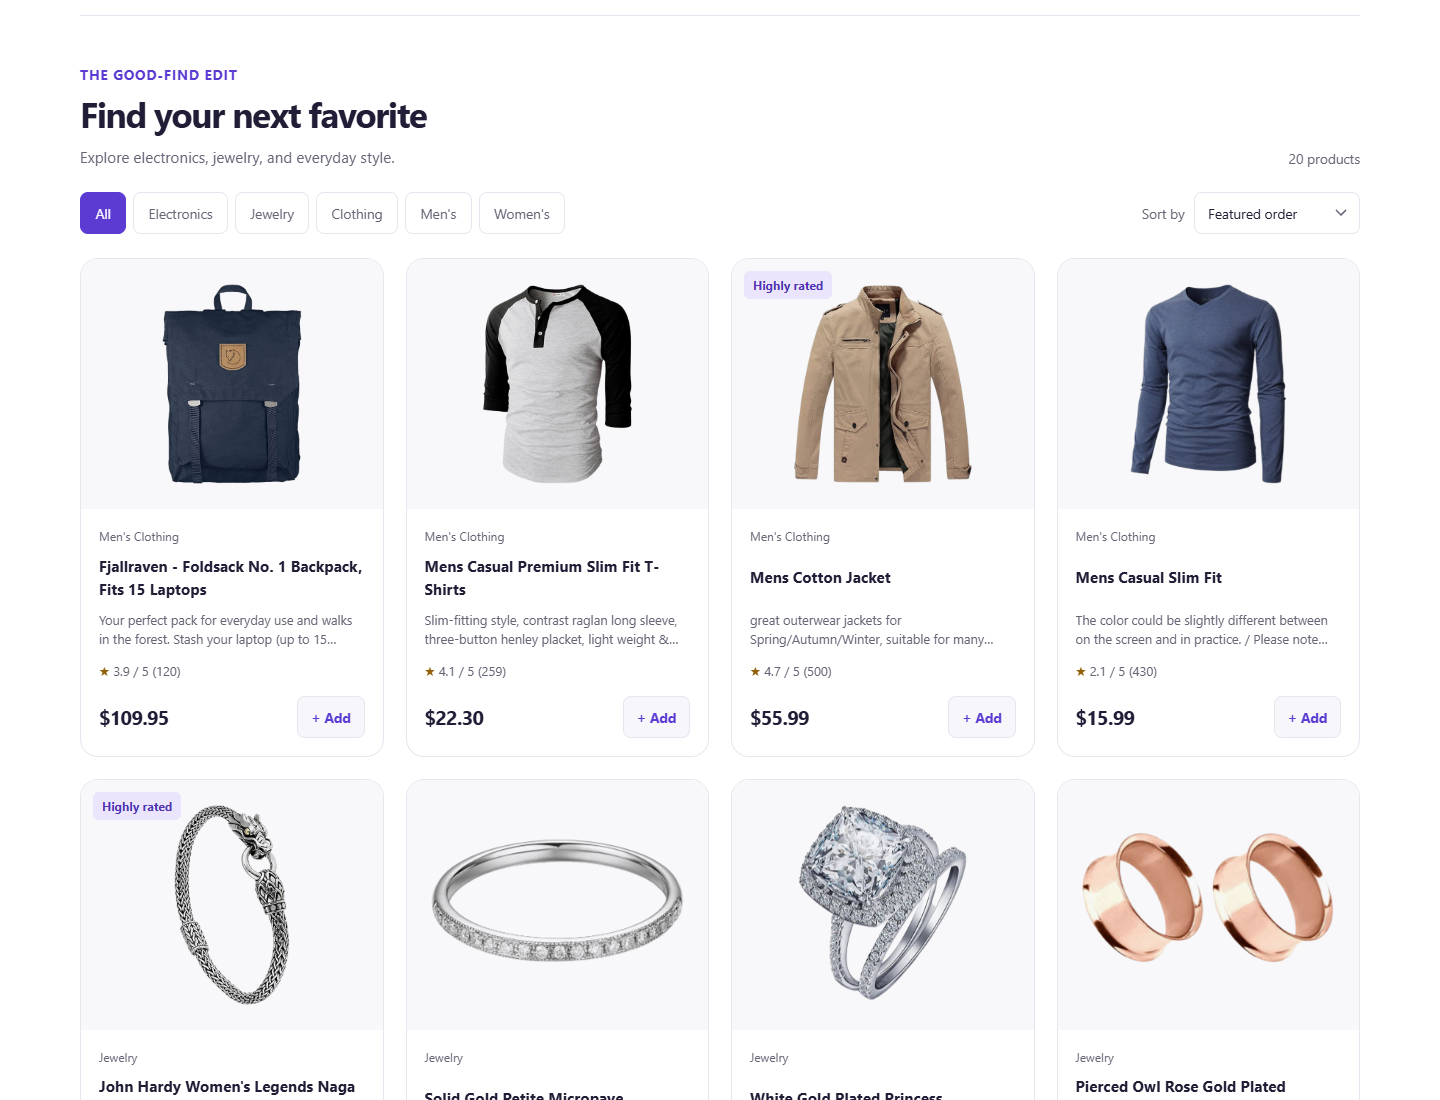 THE GOOD-FIND EDIT
Find your next favorite
Explore electronics, jewelry, and everyday style.
20 products
All
Electronics
Jewelry
Clothing
Men's
Women's
Sort by
Featured order
Men's Clothing
Fjallraven - Foldsack No. 1 Backpack,
Fits 15 Laptops
Your perfect pack for everyday use and walks
in the forest. Stash your laptop (up to 15...
★ 3.9 / 5 (120)
$109.95
+ Add
Men's Clothing
Mens Casual Premium Slim Fit T-
Shirts
Slim-fitting style, contrast raglan long sleeve,
three-button henley placket, light weight &...
★ 4.1 / 5 (259)
$22.30
+ Add
Highly rated
Men's Clothing
Mens Cotton Jacket
great outerwear jackets for
Spring/Autumn/Winter, suitable for many...
★ 4.7 / 5 (500)
$55.99
+ Add
Men's Clothing
Mens Casual Slim Fit
The color could be slightly different between
on the screen and in practice. / Please note...
★ 2.1 / 5 (430)
$15.99
+ Add
Highly rated
Jewelry
John Hardy Women's Legends Naga
Jewelry
Solid Gold Petite Micropave
Jewelry
White Gold Plated Princess
Jewelry
Pierced Owl Rose Gold Plated